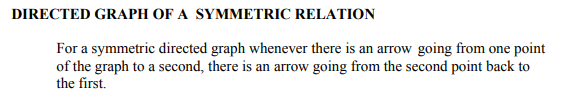 DIRECTED GRAPH OF A SYMMETRIC RELATION
For a symmetric directed graph whenever there is an arrow going from one point
of the graph to a second, there is an arrow going from the second point back to
the first.